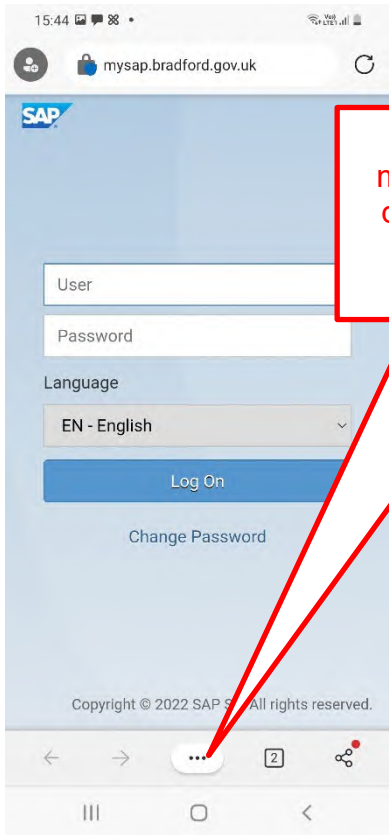 15:44
mysap.bradford.gov.uk
SAP
User
Password
Language
EN - English
Log On
Change Password
Copyright © 2022 SAP All rights reserved.
2